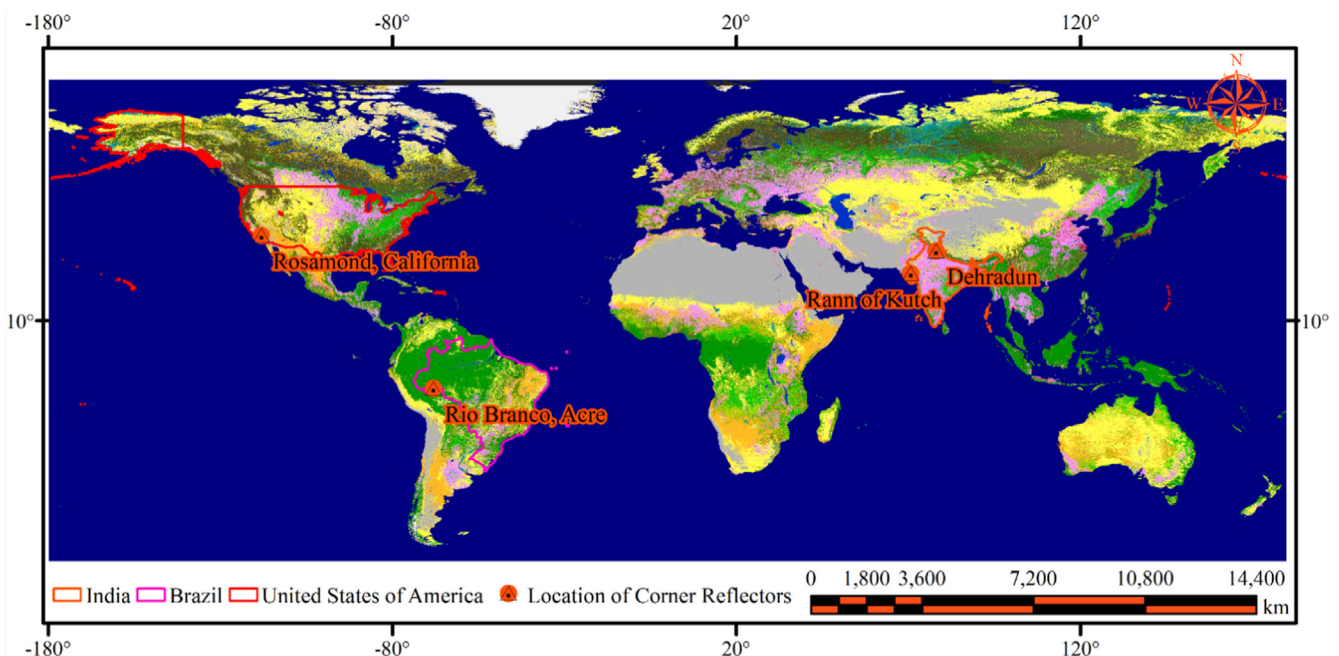 -180° -80° 20° 120°
N
W E
S
Rosamond, California
Dehradun
Rann of Kutch
10° 10°
Rio Branco, Acre
0 1,800 3,600 7,200 10,800 14,400
India Brazil United States of America Location of Corner Reflectors km
-180° -80° 20° 120°